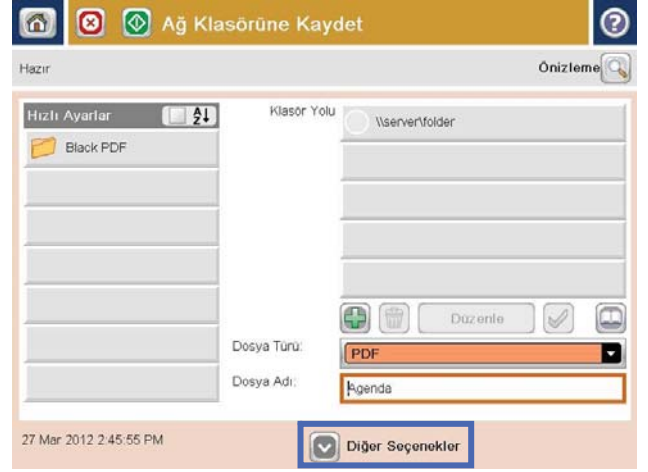 Ağ Klasörüne Kaydet
Hazır
Önizleme
Hızlı Ayarlar
Klasör Yolu
\\server\folder
Black PDF
Düzenle
Dosya Türü:
PDF
Dosya Adı:
Agenda
27 Mar 2012 2:45:55 PM
Diğer Seçenekler